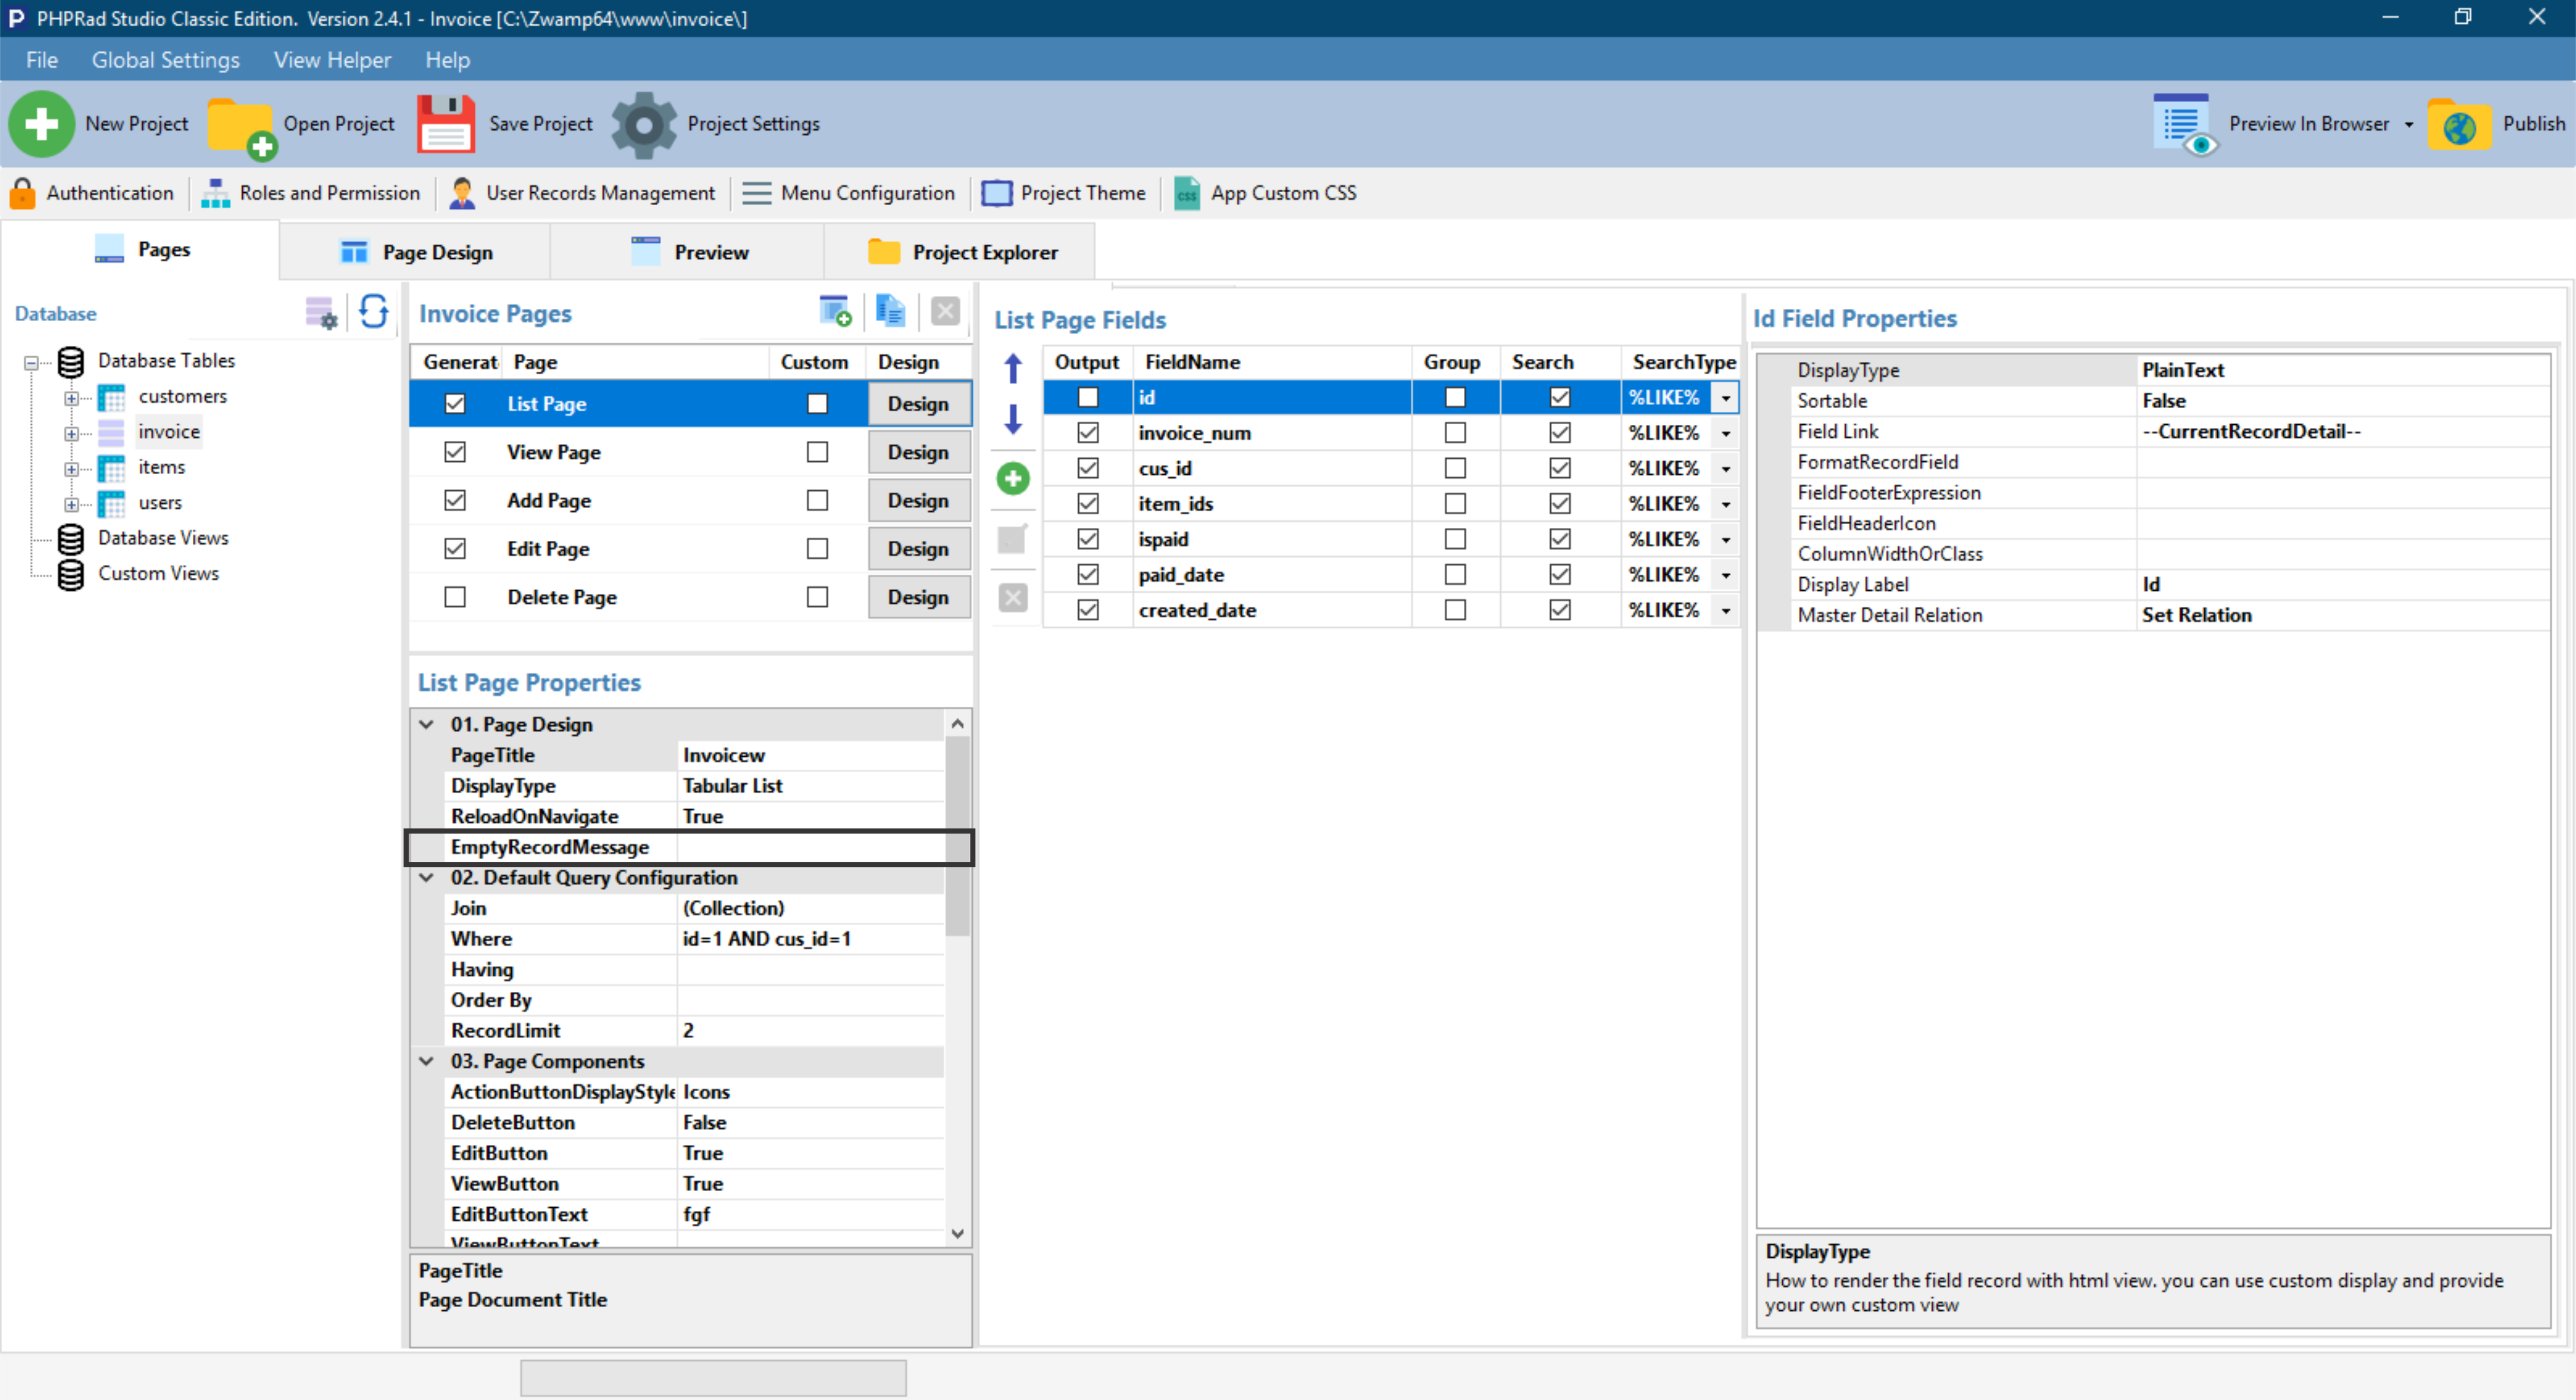 PHPRad Studio Classic Edition. Version 2.4.1 - Invoice [C:\Zwamp64\www\invoice\]
File Global Settings View Helper Help
New Project Open Project Save Project Project Settings Preview In Browser Publish
Authentication Roles and Permission User Records Management Menu Configuration Project Theme App Custom CSS
Pages Page Design Preview Project Explorer
Database
Database Tables
customers
invoice
items
users
Database Views
Custom Views
Invoice Pages
Generat Page Custom Design
List Page Design
View Page Design
Add Page Design
Edit Page Design
Delete Page Design
List Page Properties
01. Page Design
PageTitle Invoicew
DisplayType Tabular List
ReloadOnNavigate True
EmptyRecordMessage
02. Default Query Configuration
Join (Collection)
Where id=1 AND cus_id=1
Having
Order By
RecordLimit 2
03. Page Components
ActionButtonDisplayStyle Icons
DeleteButton False
EditButton True
ViewButton True
EditButtonText fgf
ViewButtonText
PageTitle
Page Document Title
List Page Fields
Output FieldName Group Search SearchType
id %LIKE%
invoice_num %LIKE%
cus_id %LIKE%
item_ids %LIKE%
ispaid %LIKE%
paid_date %LIKE%
created_date %LIKE%
Id Field Properties
DisplayType PlainText
Sortable False
Field Link --CurrentRecordDetail--
FormatRecordField
FieldFooterExpression
FieldHeaderIcon
ColumnWidthOrClass
Display Label Id
Master Detail Relation Set Relation
DisplayType
How to render the field record with html view. you can use custom display and provide
your own custom view